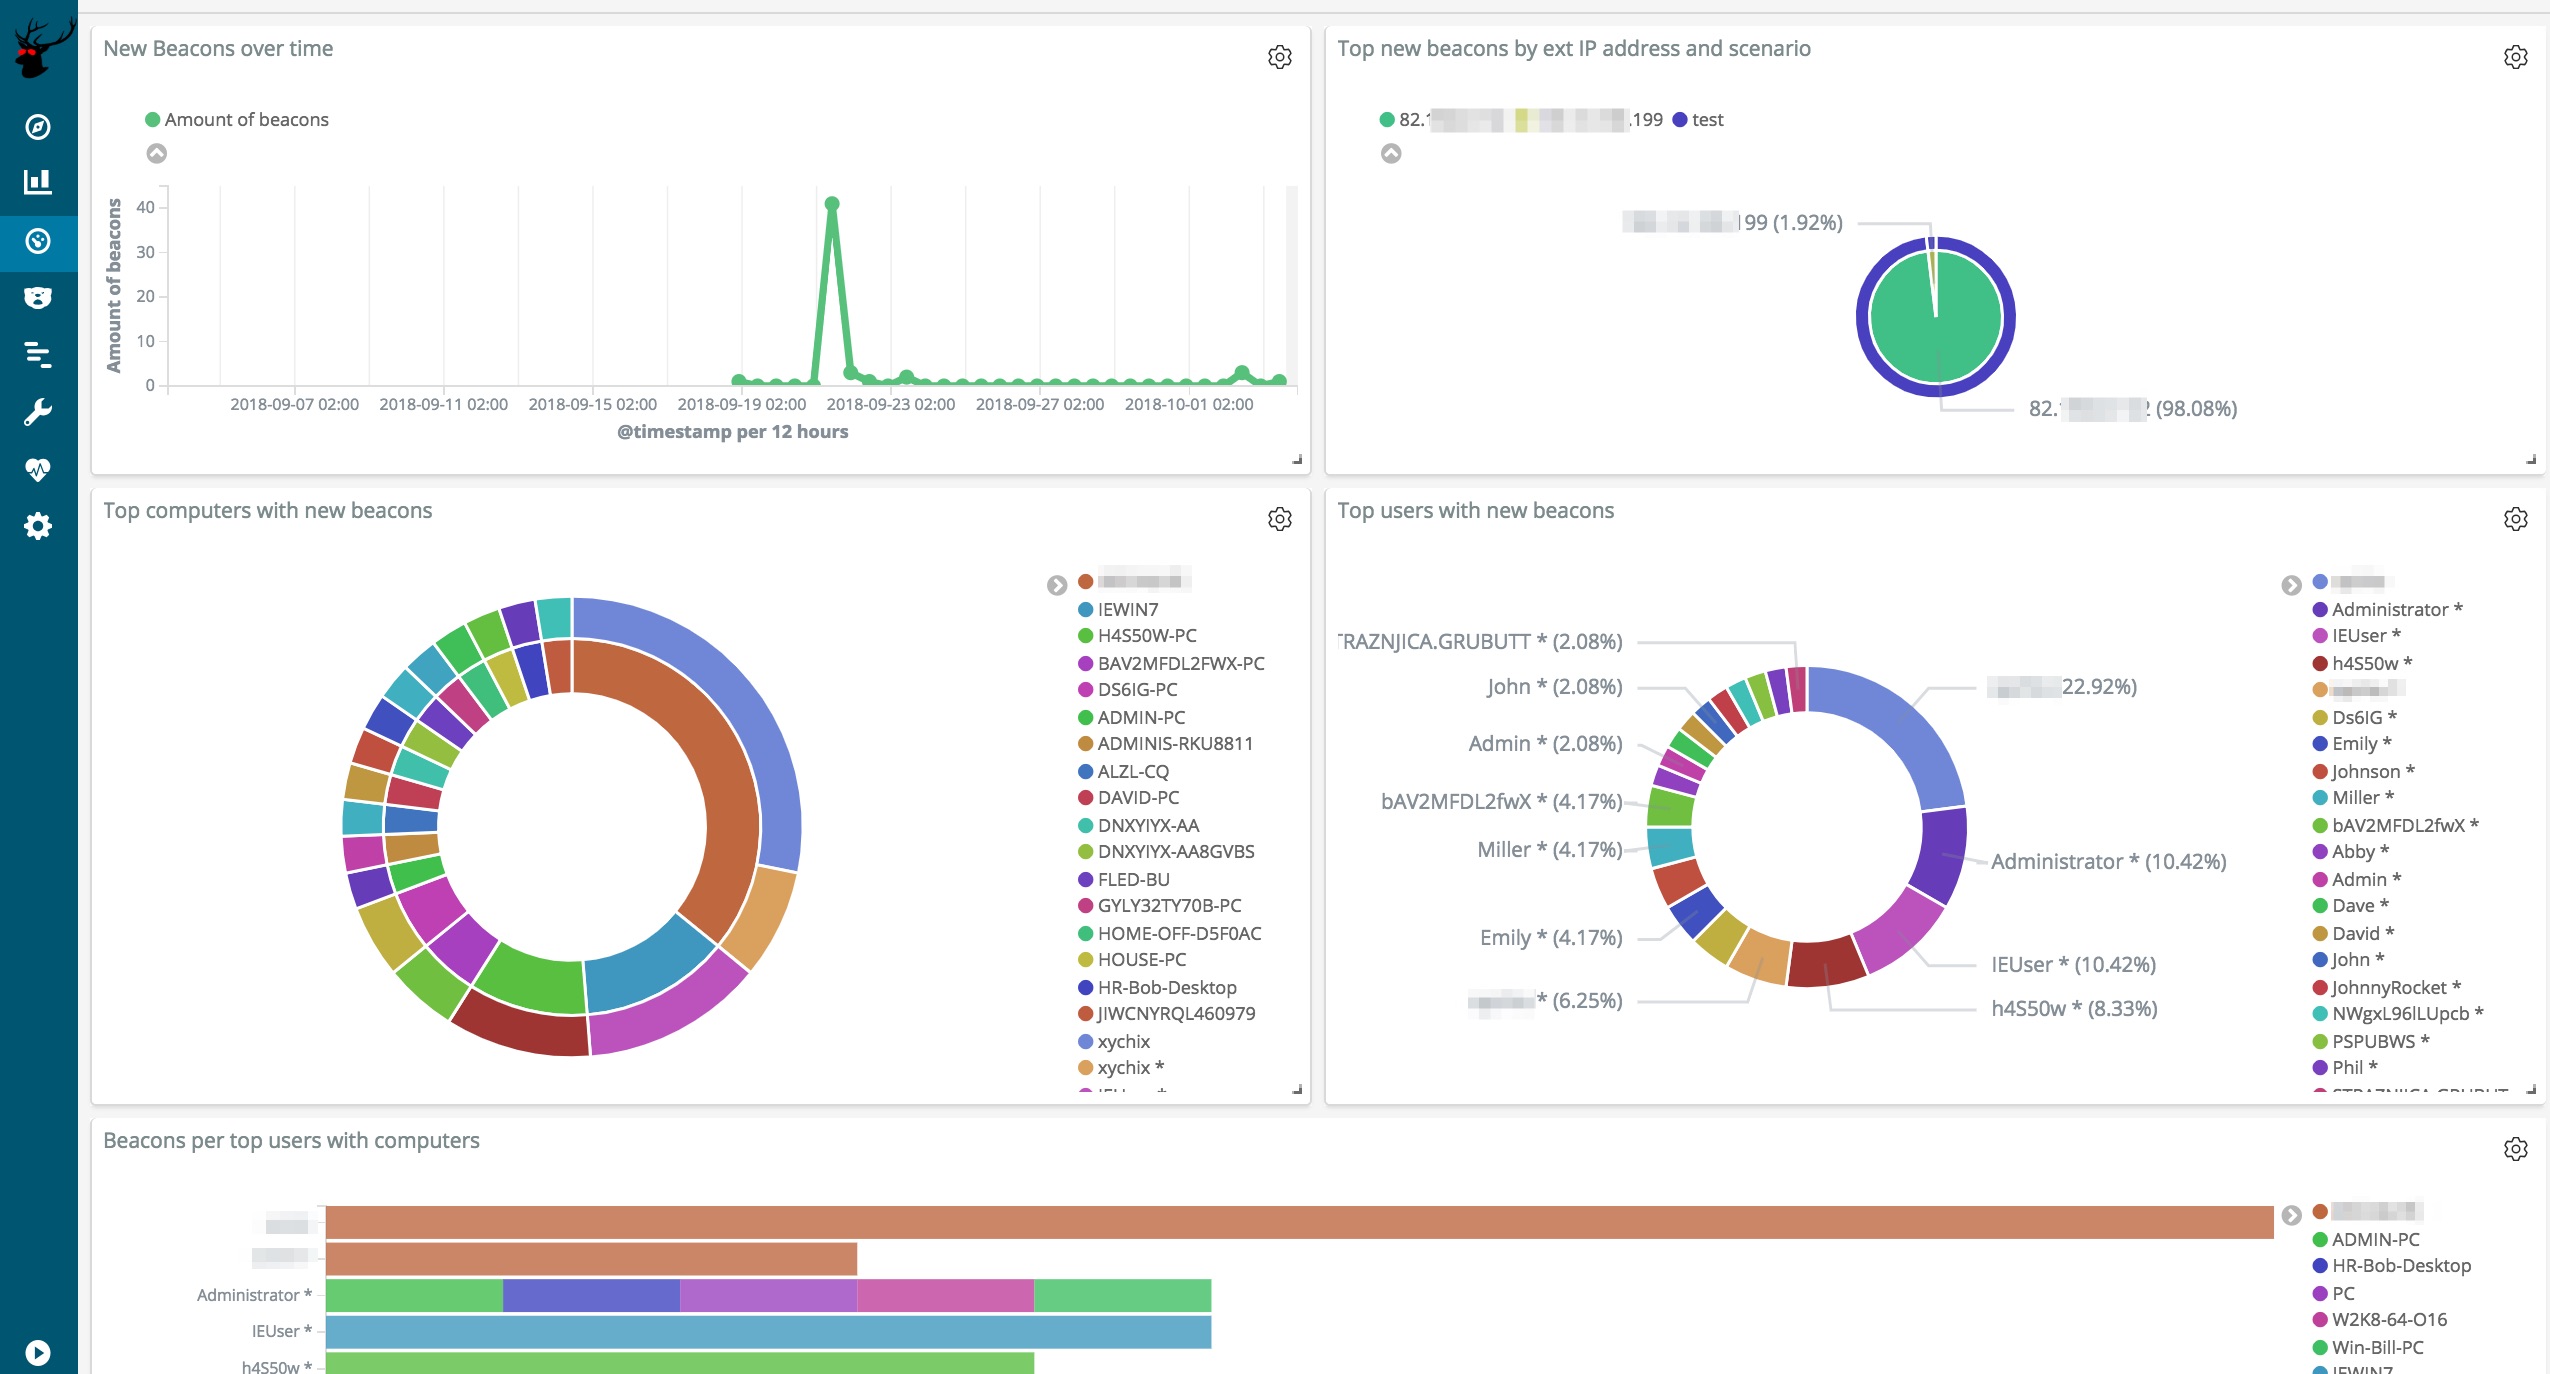 New Beacons over time
Amount of beacons
Amount of beacons
40
30
20
10
0
2018-09-07 02:00 2018-09-11 02:00 2018-09-15 02:00 2018-09-19 02:00 2018-09-23 02:00 2018-09-27 02:00 2018-10-01 02:00
@timestamp per 12 hours
Top new beacons by ext IP address and scenario
82. .199 test
99 (1.92%)
82. (98.08%)
Top computers with new beacons
IEWIN7
H4S50W-PC
BAV2MFDL2FWX-PC
DS6IG-PC
ADMIN-PC
ADMINIS-RKU8811
ALZL-CQ
DAVID-PC
DNXYIYX-AA
DNXYIYX-AA8GVBS
FLED-BU
GYLY32TY70B-PC
HOME-OFF-D5F0AC
HOUSE-PC
HR-Bob-Desktop
JIWCNYRQL460979
xychix
xychix *
Top users with new beacons
TRAZNJICA.GRUBUTT * (2.08%)
John * (2.08%)
Admin * (2.08%)
bAV2MFDL2fwX * (4.17%)
Miller * (4.17%)
Emily * (4.17%)
* (6.25%)
22.92%)
Administrator * (10.42%)
IEUser * (10.42%)
h4S50w * (8.33%)
Administrator *
IEUser *
h4S50w *
Ds6IG *
Emily *
Johnson *
Miller *
bAV2MFDL2fwX *
Abby *
Admin *
Dave *
David *
John *
JohnnyRocket *
NWgxL96lLUpcb *
PSPUBWS *
Phil *
Beacons per top users with computers
Administrator *
IEUser *
h4S50w *
ADMIN-PC
HR-Bob-Desktop
PC
W2K8-64-O16
Win-Bill-PC
IEWIN7